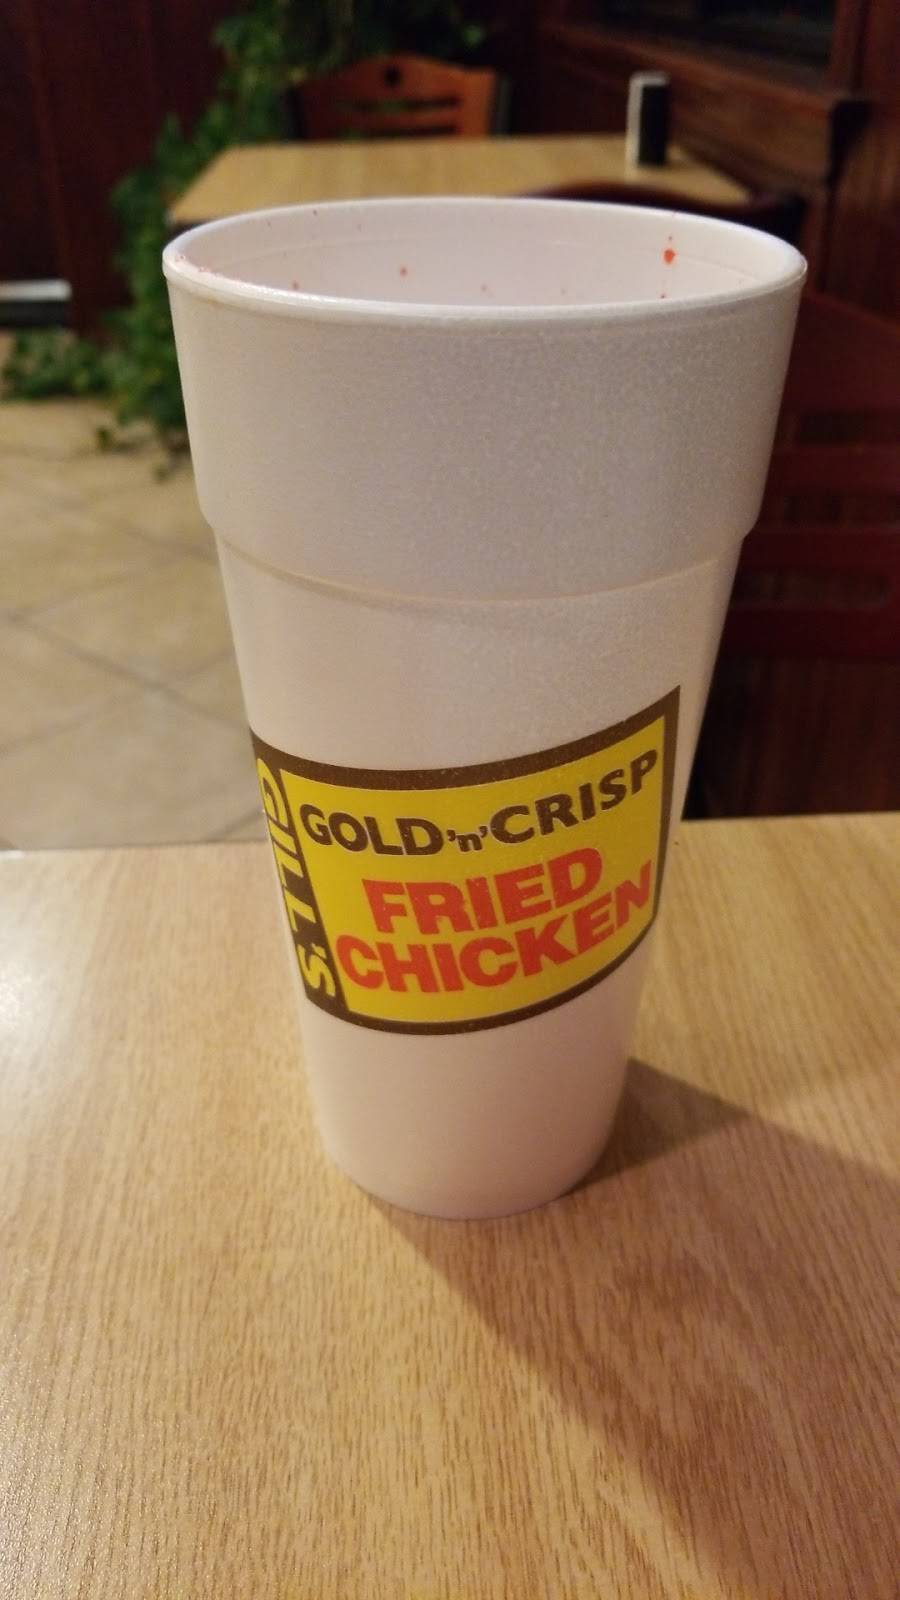 GILL'S
GOLD 'n' CRISP
FRIED
CHICKEN